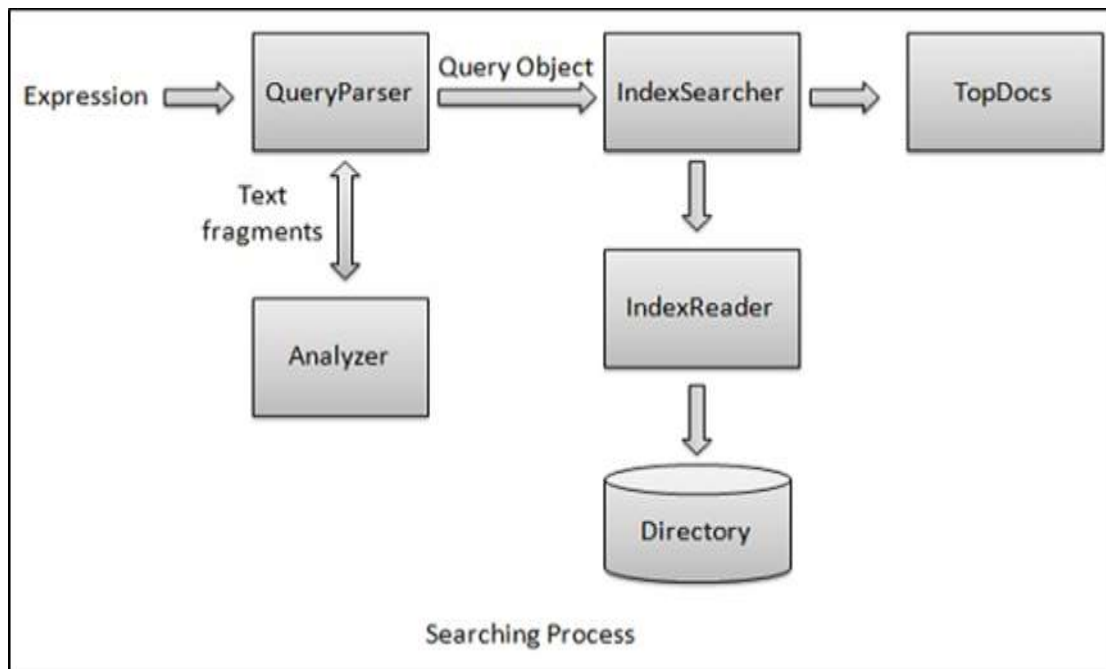 Expression
QueryParser
Query Object
IndexSearcher
TopDocs
Text
fragments
Analyzer
IndexReader
Directory
Searching Process